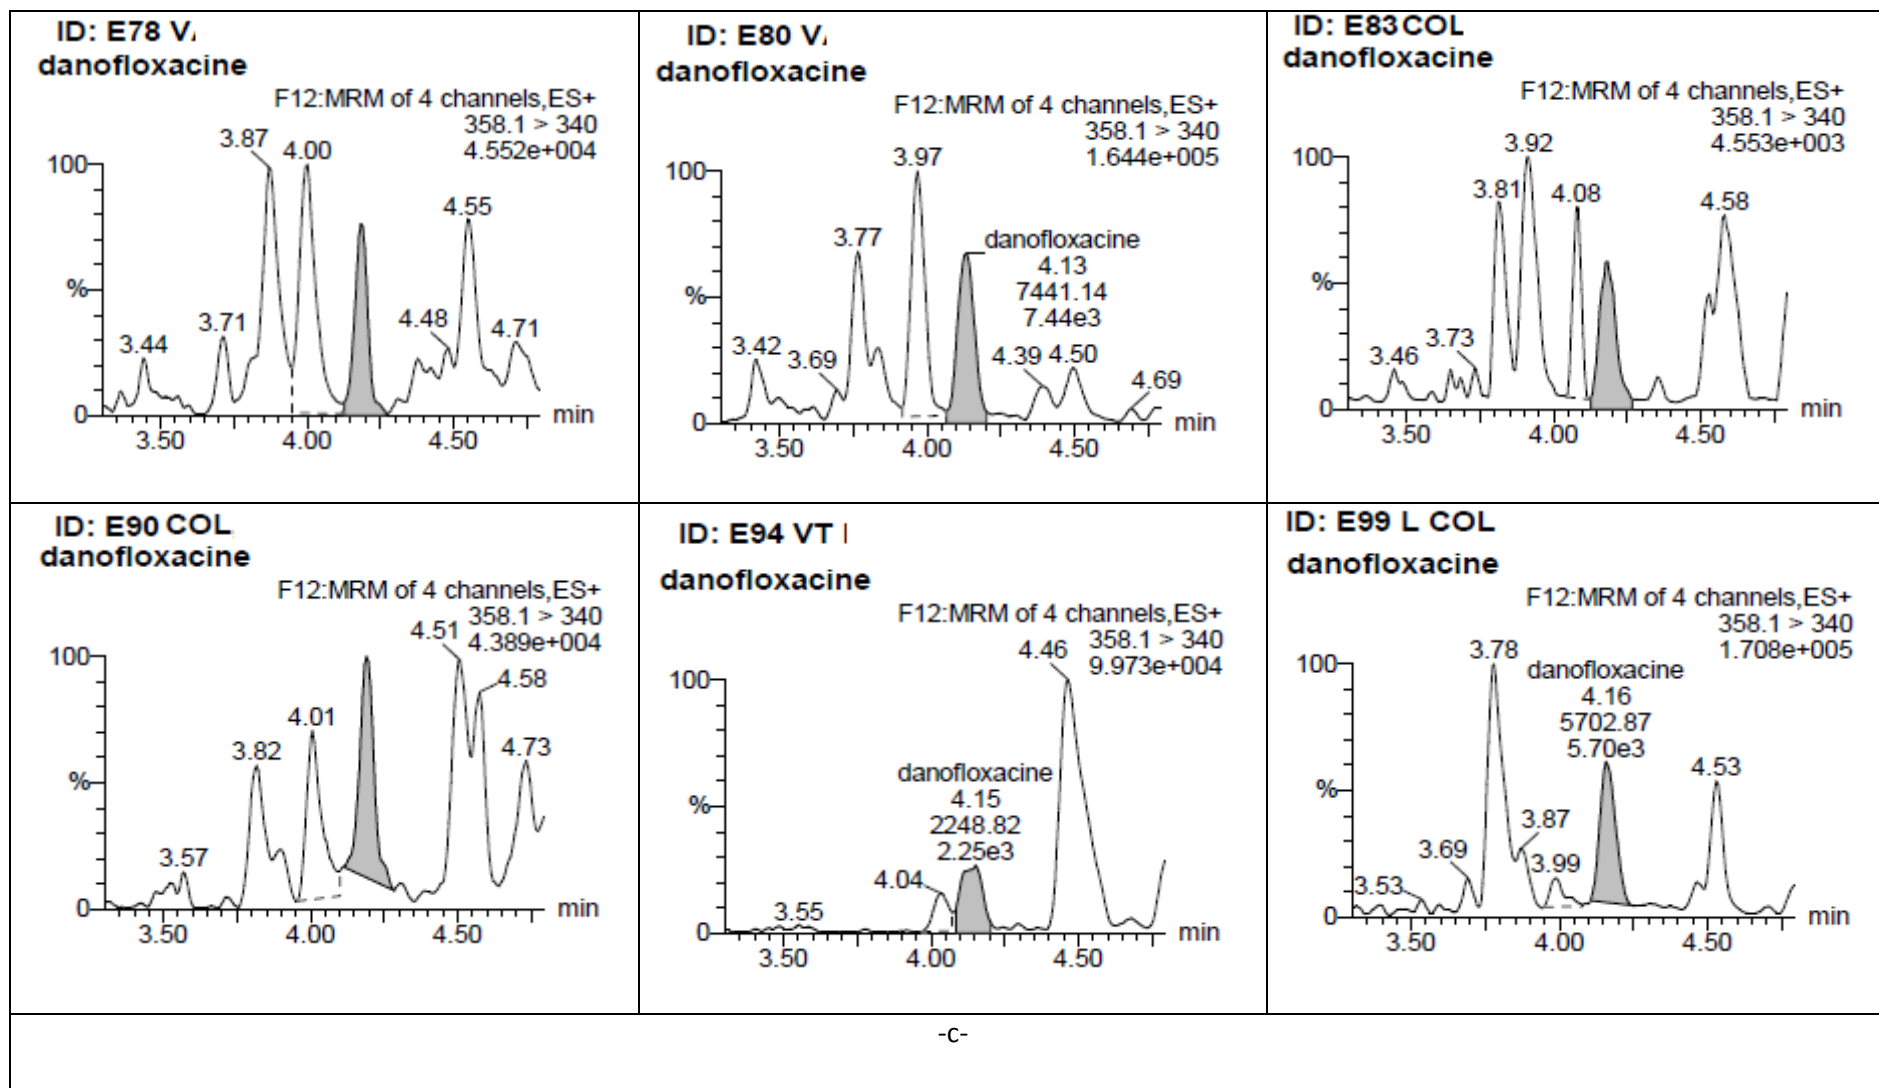 ID: E78 V
danofloxacine
F12:MRM of 4 channels,ES+
358.1 > 340
4.552e+004
3.87
4.00
100
4.55
%
3.71
4.48
4.71
3.44
0
min
3.50
4.00
4.50
ID: E80 V
danofloxacine
F12:MRM of 4 channels,ES+
358.1 > 340
1.644e+005
3.97
100
3.77
danofloxacine
4.13
7441.14
7.44e3
%
3.42
3.69
4.39
4.50
4.69
0
min
3.50
4.00
4.50
ID: E83 COL
danofloxacine
F12:MRM of 4 channels,ES+
358.1 > 340
4.553e+003
3.92
100
3.81
4.08
4.58
%
3.73
3.46
0
min
3.50
4.00
4.50
ID: E90 COL
danofloxacine
F12:MRM of 4 channels,ES+
358.1 > 340
4.51
4.389e+004
100
4.58
4.01
3.82
4.73
%
3.57
0
min
3.50
4.00
4.50
ID: E94 VT
danofloxacine
F12:MRM of 4 channels,ES+
358.1 > 340
4.46
9.973e+004
100
danofloxacine
4.15
%
2248.82
2.25e3
4.04
3.55
0
min
3.50
4.00
4.50
ID: E99 L COL
danofloxacine
F12:MRM of 4 channels,ES+
358.1 > 340
3.78
1.708e+005
100
danofloxacine
4.16
5702.87
5.70e3
4.53
%
3.87
3.69
3.99
3.53
0
min
3.50
4.00
4.50
-c-